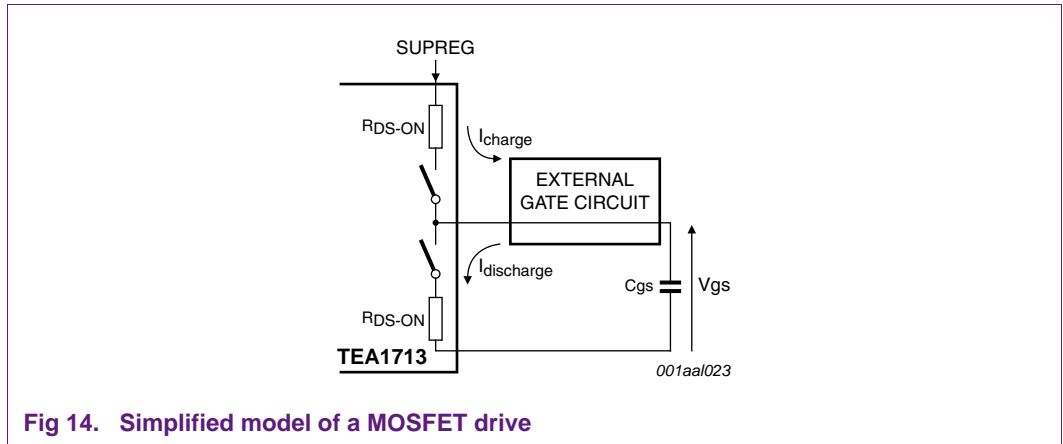 SUPREG
RDS-ON
Icharge
EXTERNAL
GATE CIRCUIT
Idischarge
Cgs
Vgs
RDS-ON
TEA1713
001aal023
Fig 14. Simplified model of a MOSFET drive